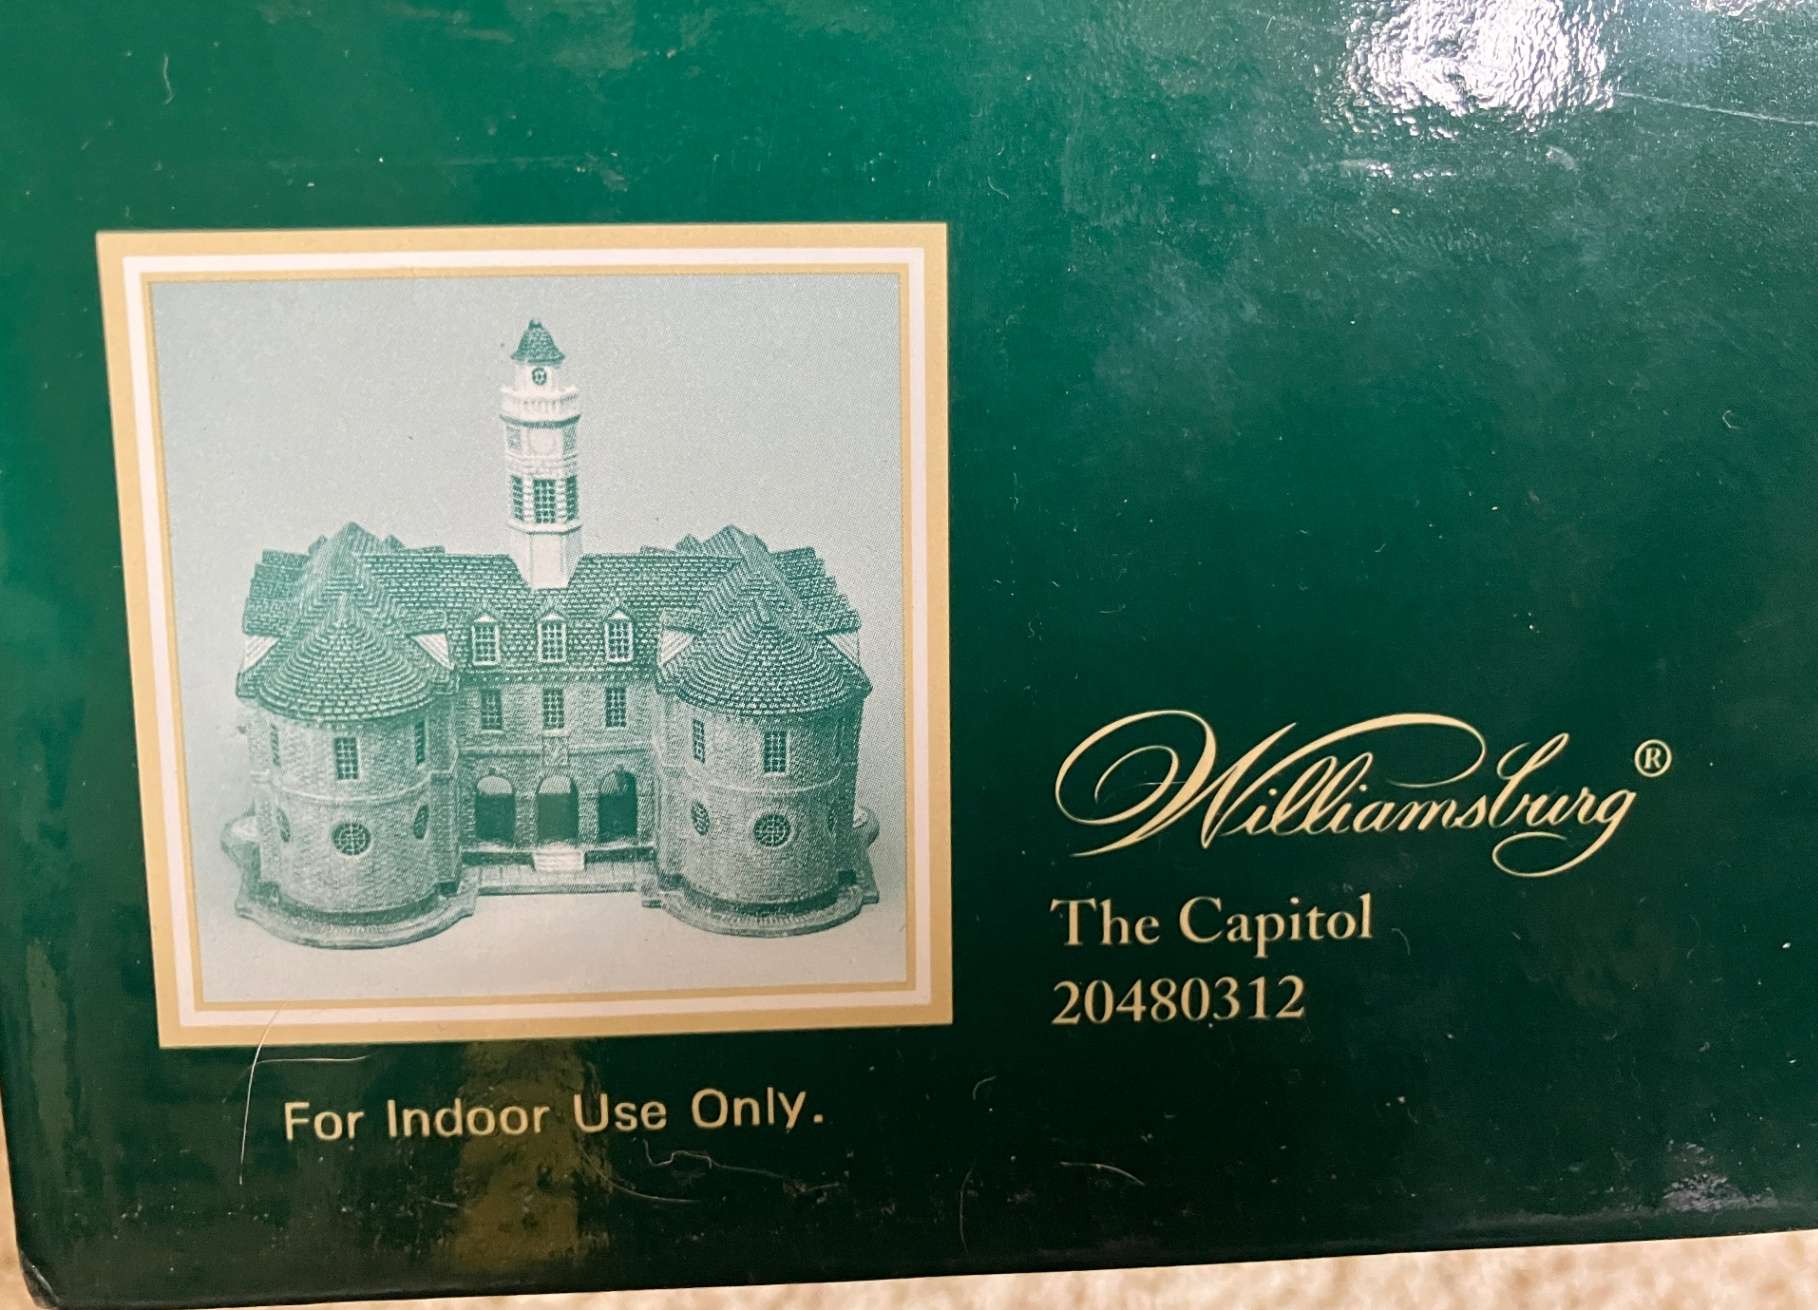 Williamsburg®
The Capitol
20480312
For Indoor Use Only.